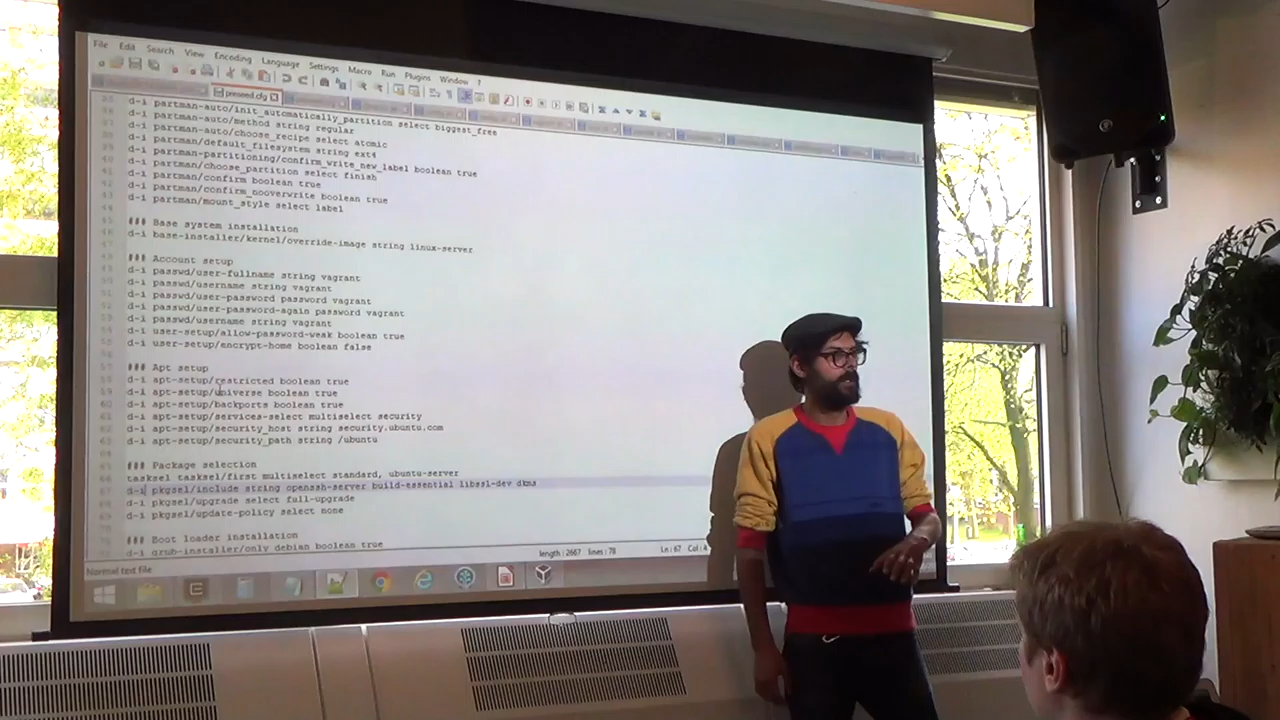 File Edit Search View Encoding Language Settings Macro Run Plugins Window ?
preseed.cfg
d-i partman-auto/init_automatically_partition select biggest_free
d-i partman-auto/method string regular
d-i partman-auto/choose_recipe select atomic
d-i partman/default_filesystem string ext4
d-i partman-partitioning/confirm_write_new_label boolean true
d-i partman/choose_partition select finish
d-i partman/confirm boolean true
d-i partman/confirm_nooverwrite boolean true
d-i partman/mount_style select label
### Base system installation
d-i base-installer/kernel/override-image string linux-server
### Account setup
d-i passwd/user-fullname string vagrant
d-i passwd/username string vagrant
d-i passwd/user-password password vagrant
d-i passwd/user-password-again password vagrant
d-i passwd/username string vagrant
d-i user-setup/allow-password-weak boolean true
d-i user-setup/encrypt-home boolean false
### Apt setup
d-i apt-setup/restricted boolean true
d-i apt-setup/universe boolean true
d-i apt-setup/backports boolean true
d-i apt-setup/services-select multiselect security
d-i apt-setup/security_host string security.ubuntu.com
d-i apt-setup/security_path string /ubuntu
### Package selection
tasksel tasksel/first multiselect standard, ubuntu-server
d-i pkgsel/include string openssh-server build-essential libssl-dev dkms
d-i pkgsel/upgrade select full-upgrade
d-i pkgsel/update-policy select none
### Boot loader installation
d-i grub-installer/only_debian boolean true
Normal text file length : 2667 lines : 78 Ln : 67 Col : 4